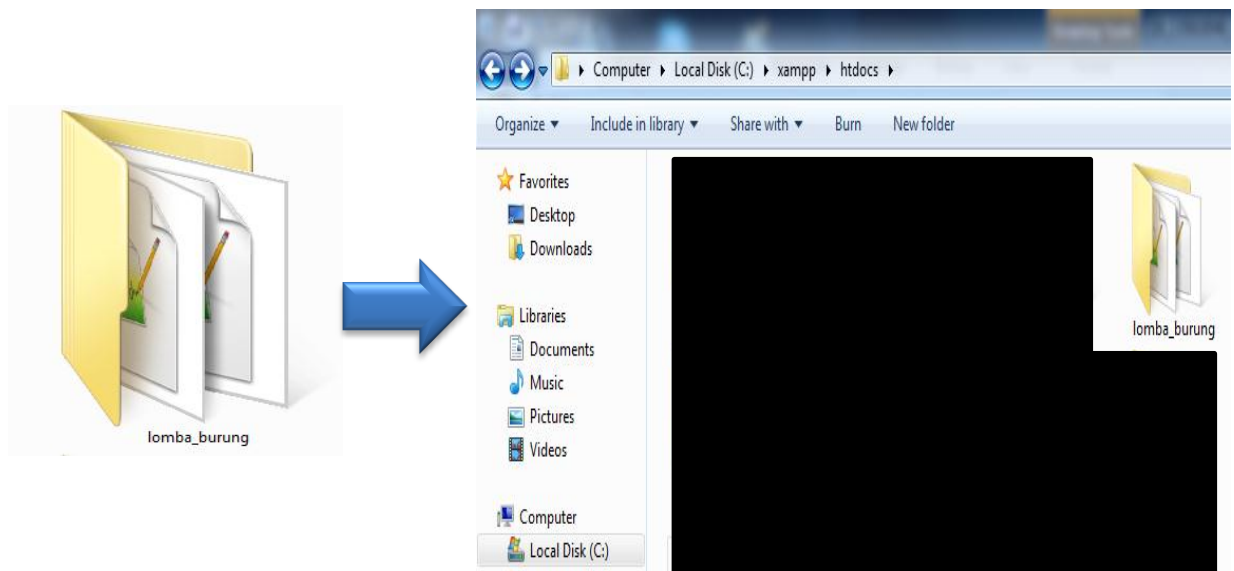 lomba_burung
Computer Local Disk (C:) xampp htdocs
Organize Include in library Share with Burn New folder
Favorites
Desktop
Downloads
Libraries
Documents
Music
Pictures
Videos
Computer
Local Disk (C:)
lomba_burung